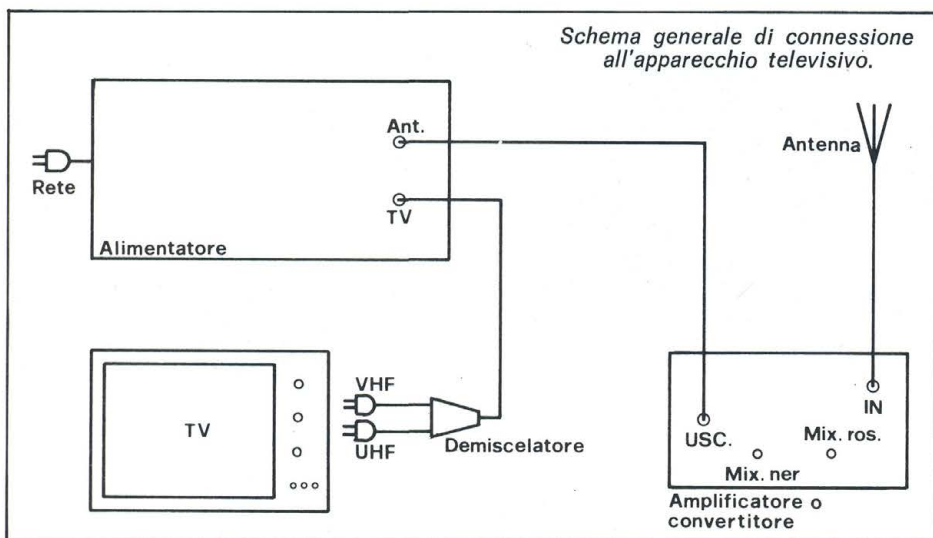 Schema generale di connessione
all'apparecchio televisivo.
Ant.
Antenna
Rete
TV
Alimentatore
VHF
TV
UHF
Demiscelatore
IN
USC.
Mix. ros.
Mix. ner
Amplificatore o
convertitore